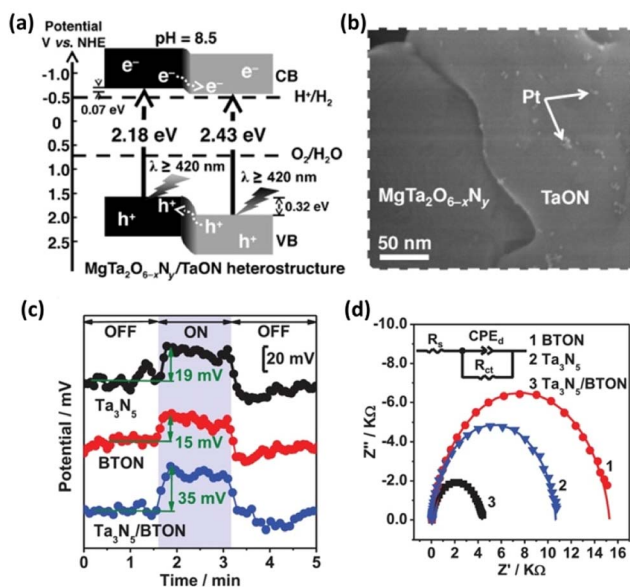 (a)
Potential
V vs. NHE
pH = 8.5
e⁻
e⁻
e⁻
e⁻
CB
-1.0
-0.5
0
0.5
1.0
1.5
2.0
2.5
0.07 eV
H⁺/H₂
2.18 eV
2.43 eV
O₂/H₂O
λ ≥ 420 nm
λ ≥ 420 nm
h⁺
h⁺
h⁺
h⁺
0.32 eV
VB
MgTa₂O₆₋ₓNᵧ/TaON heterostructure
(b)
Pt
MgTa₂O₆₋ₓNᵧ
TaON
50 nm
(c)
OFF
ON
OFF
20 mV
Ta₃N₅
19 mV
BTON
15 mV
Ta₃N₅/BTON
35 mV
Potential / mV
0 1 2 3 4 5
Time / min
(d)
Rₛ
CPE_d
R_ct
1 BTON
2 Ta₃N₅
3 Ta₃N₅/BTON
-10.0
-8.0
-6.0
-4.0
-2.0
0.0
Z'' / KΩ
1
2
3
0 2 4 6 8 10 12 14 16
Z' / KΩ